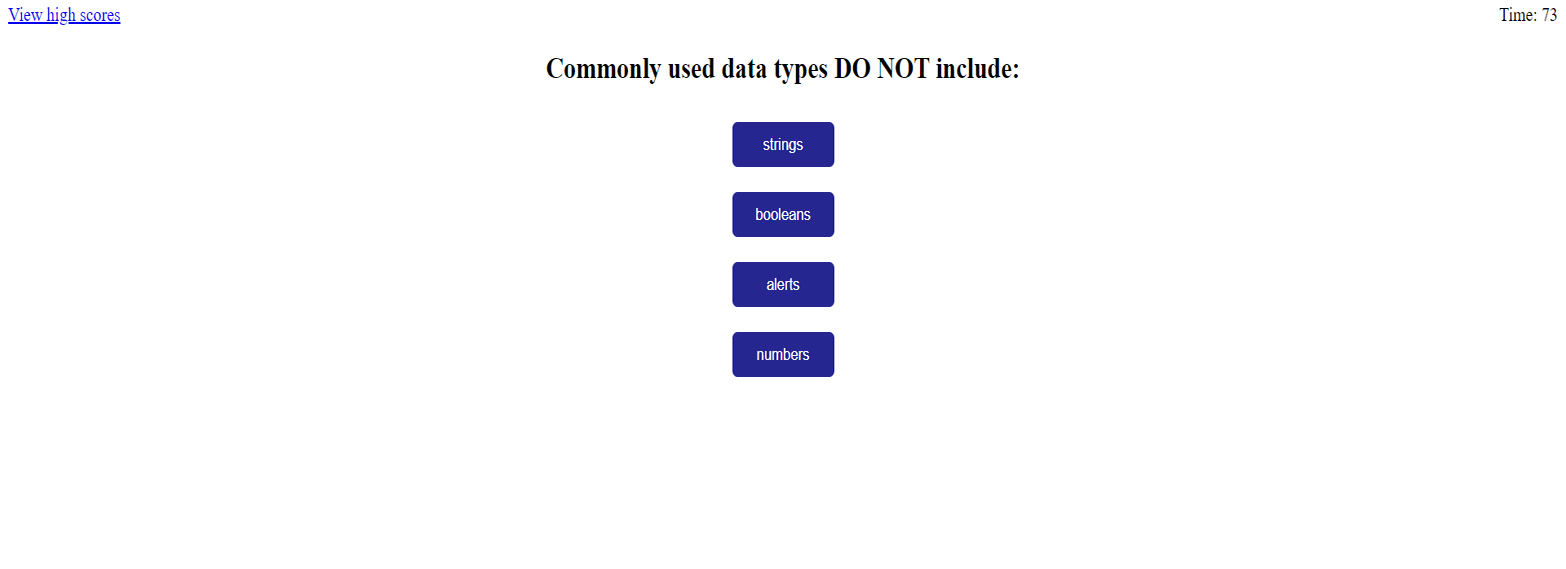 View high scores
Time: 73
Commonly used data types DO NOT include:
strings
booleans
alerts
numbers